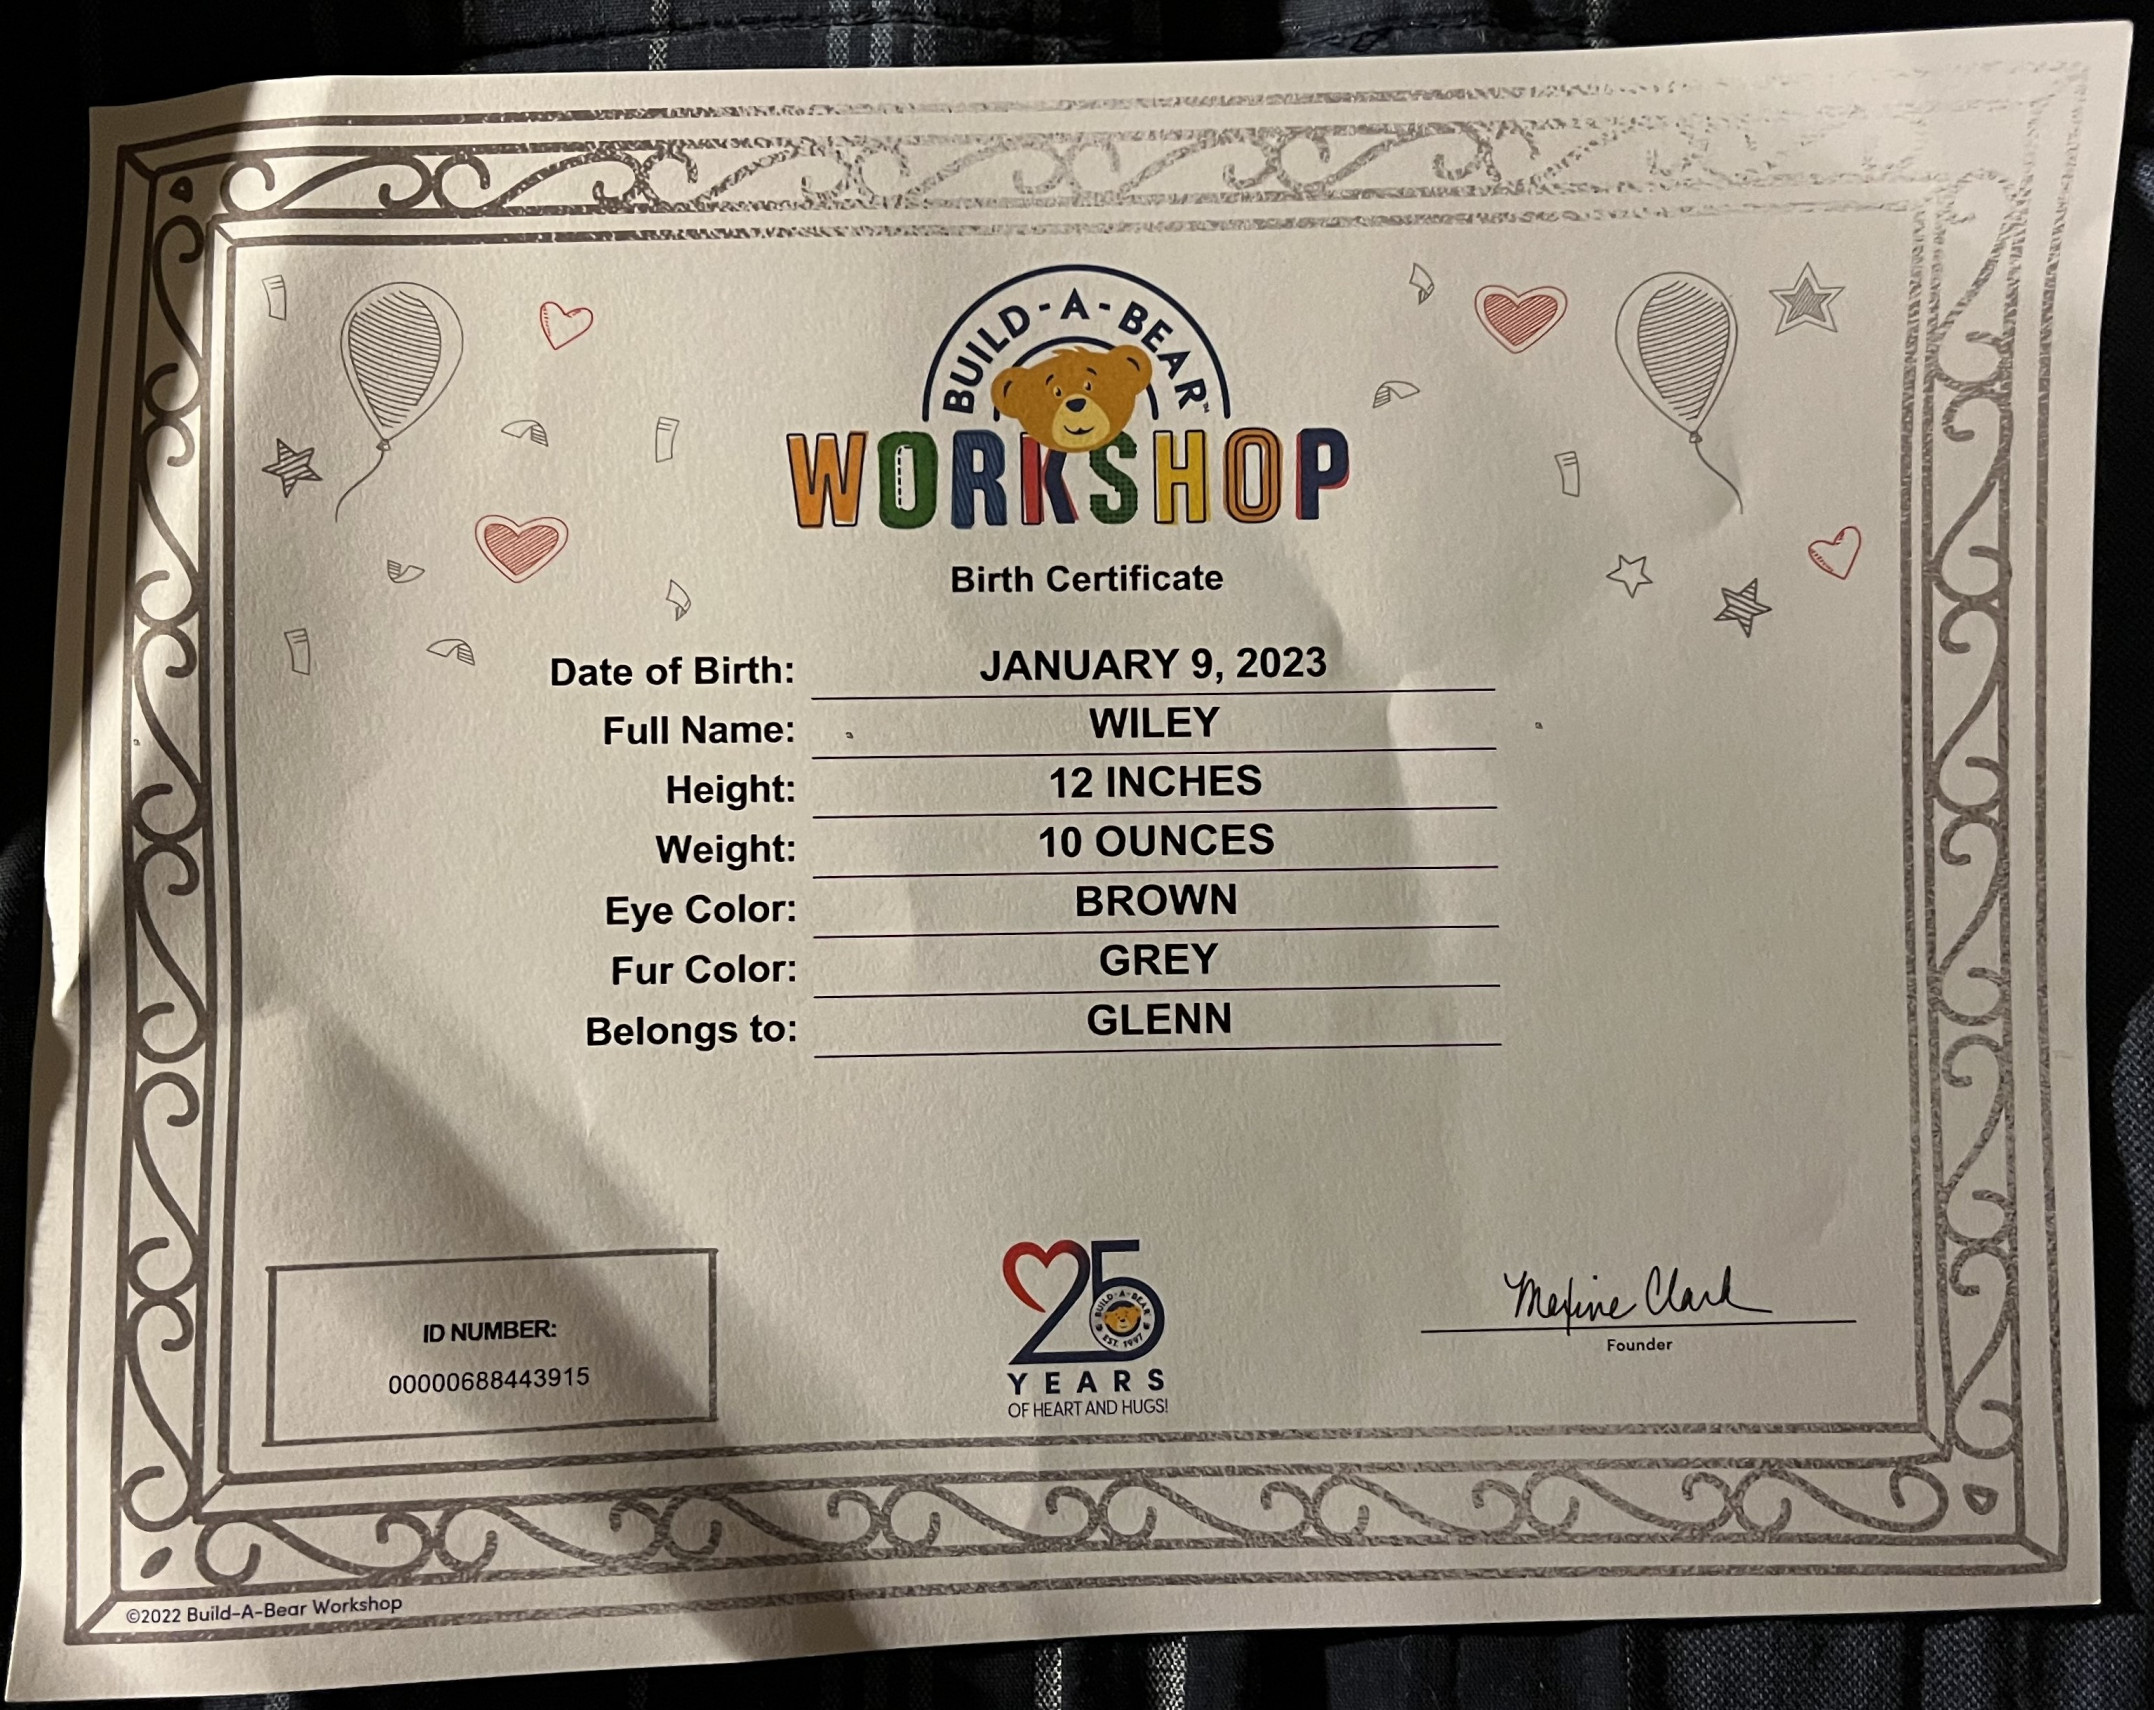 BUILD-A-BEAR™
WORKSHOP
Birth Certificate
Date of Birth: JANUARY 9, 2023
Full Name: WILEY
Height: 12 INCHES
Weight: 10 OUNCES
Eye Color: BROWN
Fur Color: GREY
Belongs to: GLENN
ID NUMBER:
00000688443915
25
BUILD-A-BEAR
EST. 1997
YEARS
OF HEART AND HUGS!
Maxine Clark
Founder
©2022 Build-A-Bear Workshop